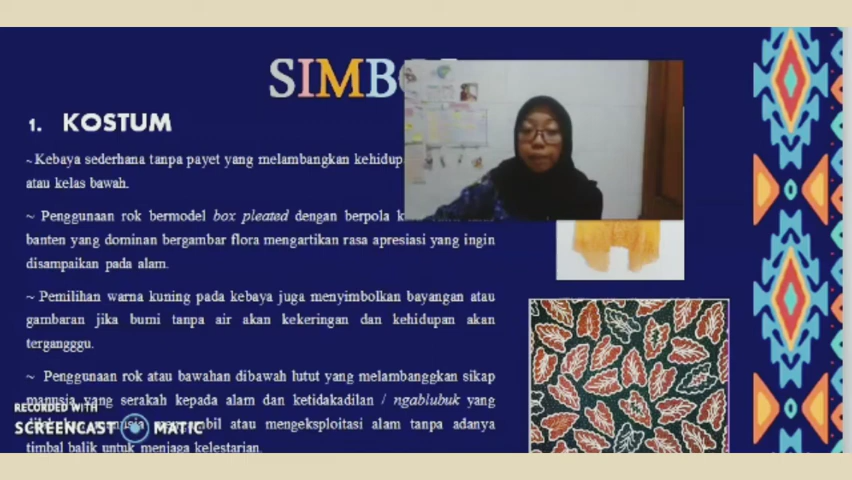 SIMBO
1. KOSTUM
~ Kebaya sederhana tanpa payet yang melambangkan
atau kelas bawah.
~ Penggunaan rok bermodel box pleated dengan berpola
banten yang dominan bergambar flora mengartikan rasa apresiasi yang ingin
disampaikan pada alam.
~ Pemilihan warna kuning pada kebaya juga menyimbolkan bayangan atau
gambaran jika bumi tanpa air akan kekeringan dan kehidupan akan
tergangggu.
~ Penggunaan rok atau bawahan dibawah lutut yang melambanggkan sikap
manusia yang serakah kepada alam dan ketidakadilan / ngablubuk yang
atau mengeksploitasi alam tanpa adanya
timbal balik untuk menjaga kelestarian.
RECORDED WITH
SCREENCAST MATIC